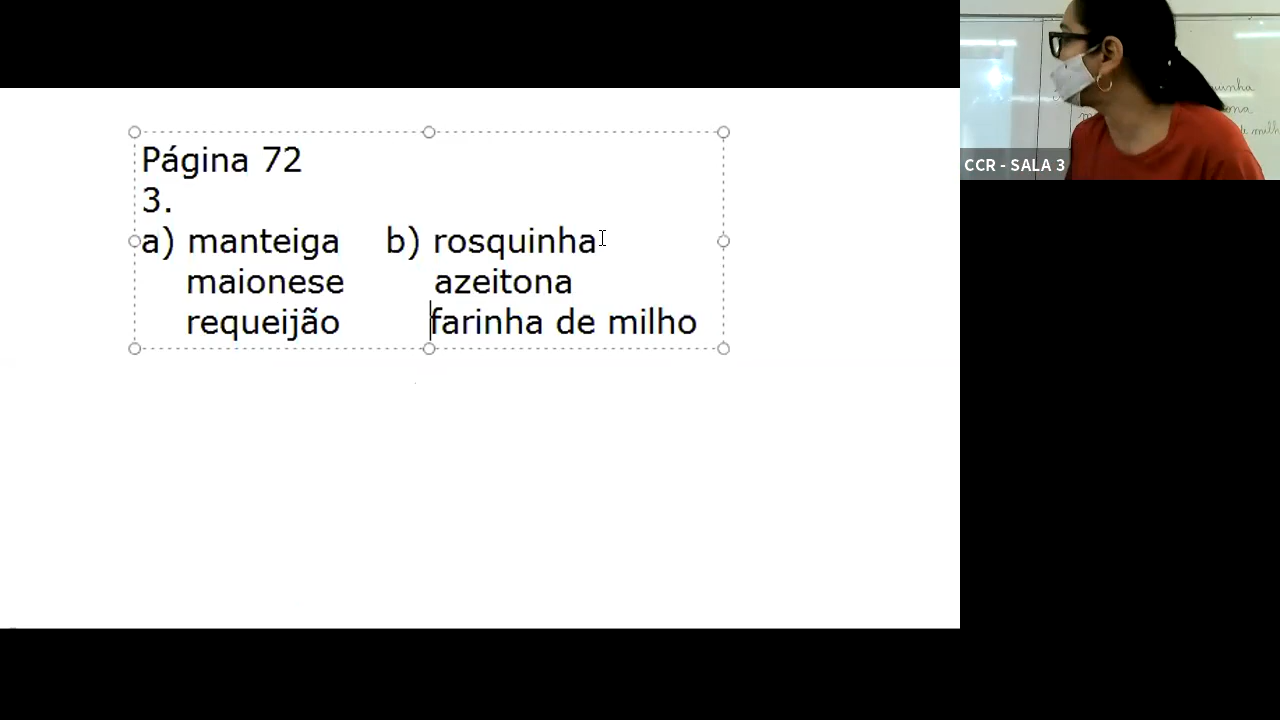 Página 72
3.
a) manteiga b) rosquinha
maionese azeitona
requeijão farinha de milho
CCR - SALA 3